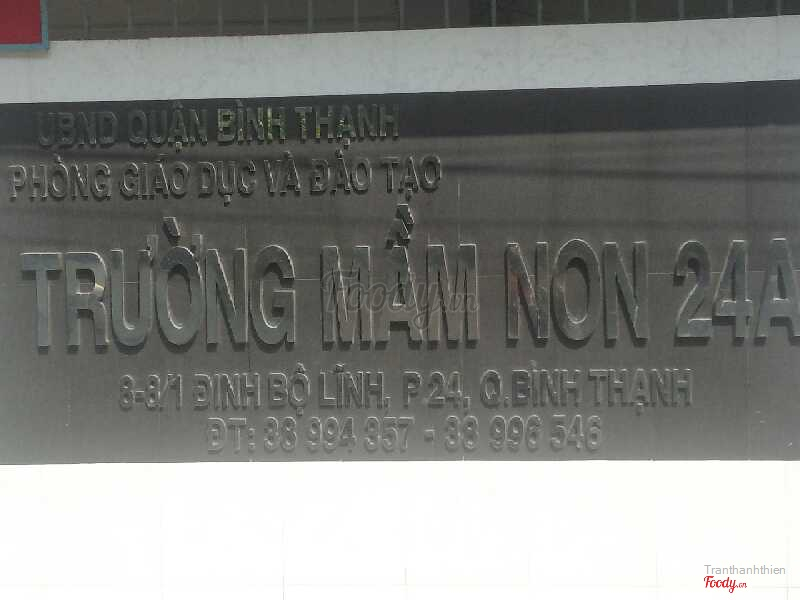 UBND QUẬN BÌNH THẠNH
PHÒNG GIÁO DỤC VÀ ĐÀO TẠO
TRƯỜNG MẦM NON 24A
8-8/1 ĐINH BỘ LĨNH, P 24, Q.BÌNH THẠNH
ĐT: 38 994 357 - 38 996 546
Foody.vn
Tranthanhthien
Foody.vn